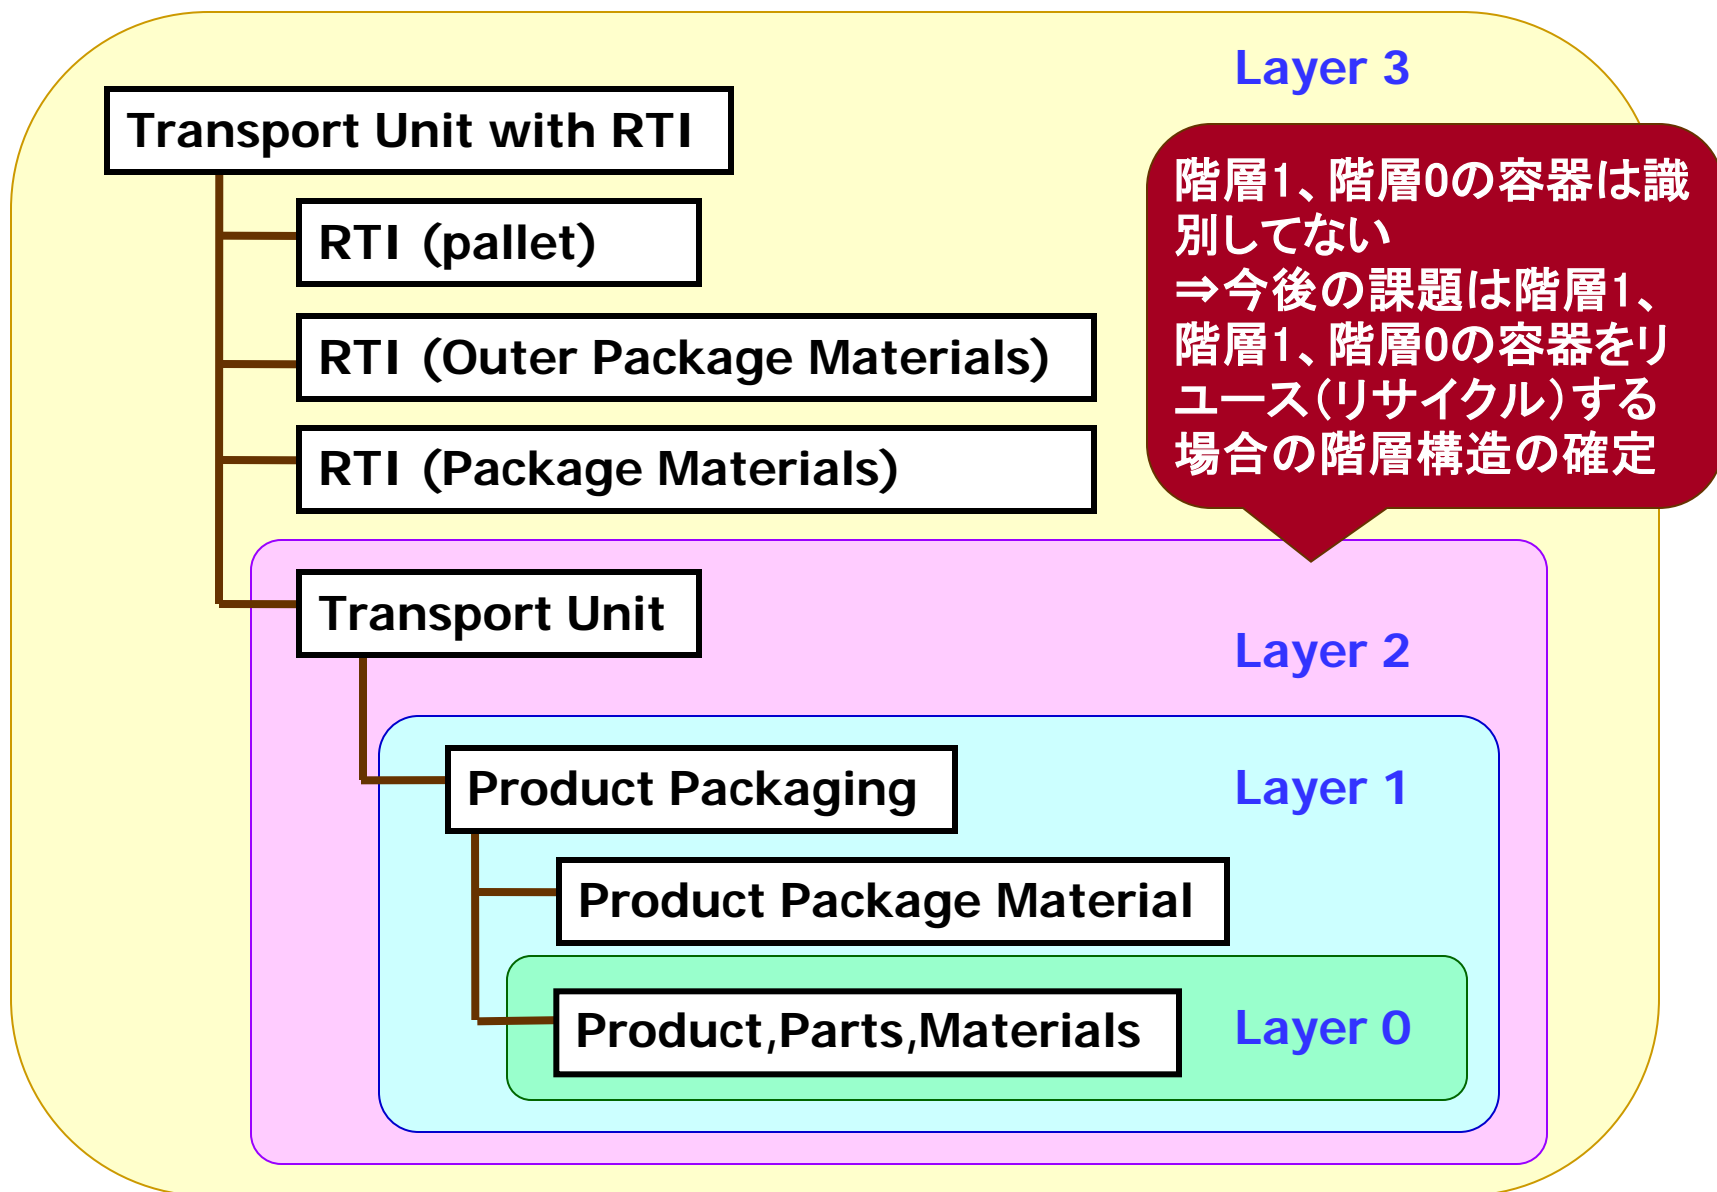 Layer 3
Transport Unit with RTI
階層1、階層0の容器は識
別してない
⇒今後の課題は階層1、
階層1、階層0の容器をリ
ユース(リサイクル)する
場合の階層構造の確定
RTI (pallet)
RTI (Outer Package Materials)
RTI (Package Materials)
Transport Unit
Layer 2
Product Packaging
Layer 1
Product Package Material
Product,Parts,Materials
Layer 0